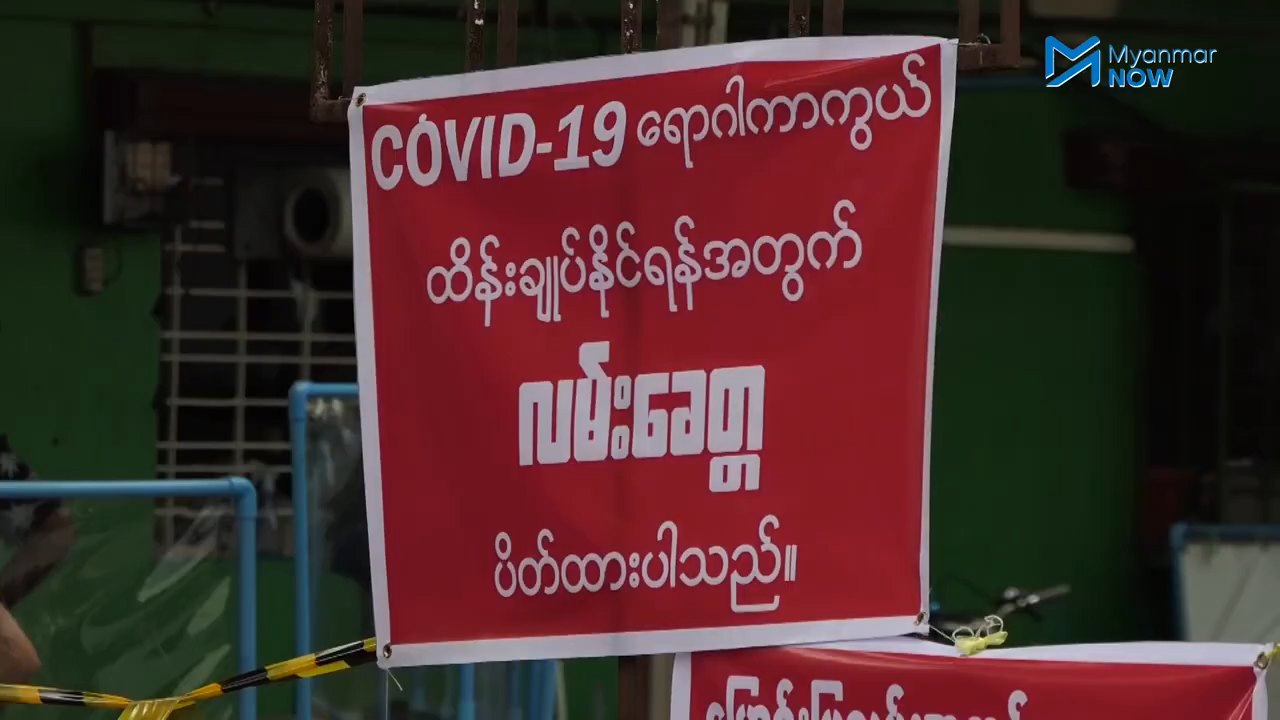 Myanmar
NOW
COVID-19 ရောဂါကာကွယ်
ထိန်းချုပ်နိုင်ရန်အတွက်
လမ်းခေတ္တ
ပိတ်ထားပါသည်။